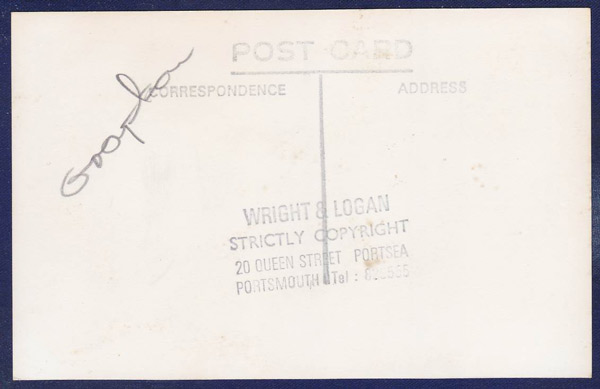 POST CARD
CORRESPONDENCE
ADDRESS
WRIGHT & LOGAN
STRICTLY COPYRIGHT
20 QUEEN STREET PORTSEA
PORTSMOUTH Tel :